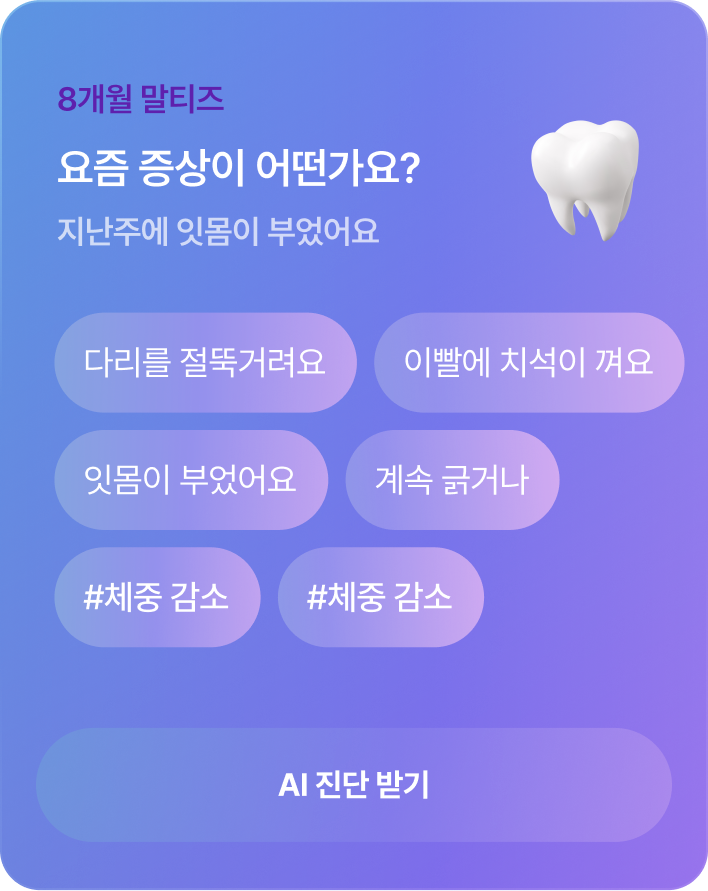 8개월 말티즈
요즘 증상이 어떤가요?
지난주에 잇몸이 부었어요
다리를 절뚝거려요 이빨에 치석이 껴요
잇몸이 부었어요 계속 긁거나
#체중 감소 #체중 감소
AI 진단 받기